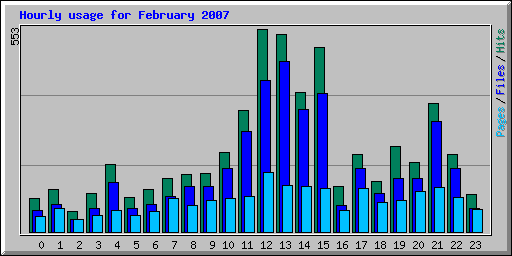 Hourly usage for February 2007
553
Pages / Files / Hits
0 1 2 3 4 5 6 7 8 9 10 11 12 13 14 15 16 17 18 19 20 21 22 23